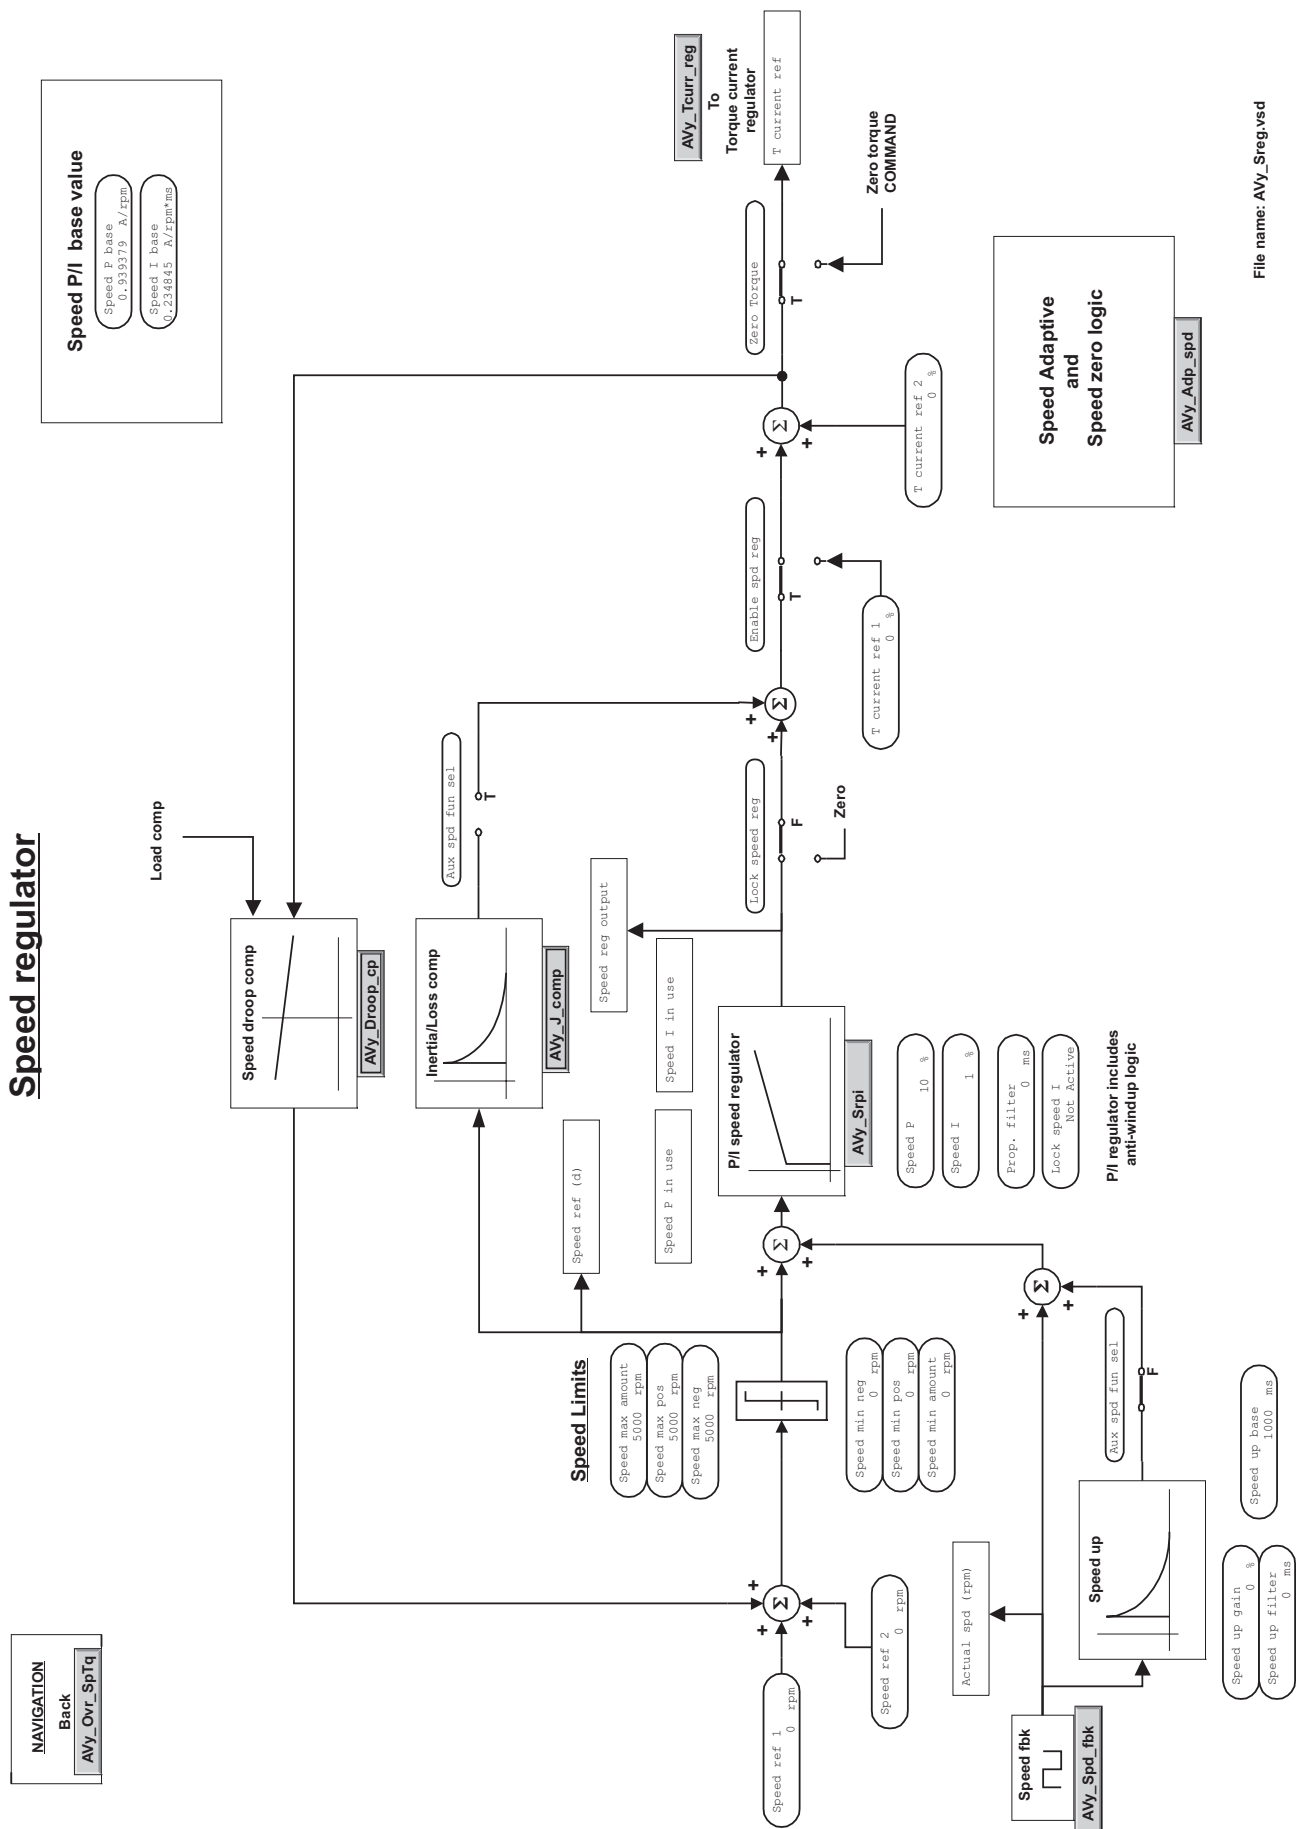 Speed regulator
NAVIGATION
Back
AVy_Ovr_SpTq
Speed P/I base value
Speed P base
0.939379 A/rpm
Speed I base
0.234845 A/rpm*ms
Load comp
Speed droop comp
AVy_Droop_cp
Inertia/Loss comp
AVy_J_comp
Aux spd fun sel
T
Speed ref (d)
Speed reg output
Speed P in use
Speed I in use
Speed Limits
Speed max amount
5000 rpm
Speed max pos
5000 rpm
Speed max neg
5000 rpm
P/I speed regulator
AVy_Srpi
Lock speed reg
F
Zero
+
+
Σ
Enable spd reg
T
T current ref 1
0 %
+
+
Σ
T current ref 2
0 %
Zero Torque
T
Zero torque
COMMAND
AVy_Tcurr_reg
To
Torque current
regulator
T current ref
Speed ref 1
0 rpm
+
+
+
Σ
Speed ref 2
0 rpm
Speed min neg
0 rpm
Speed min pos
0 rpm
Speed min amount
0 rpm
+
+
Σ
Speed P
10 %
Speed I
1 %
Prop. filter
0 ms
Lock speed I
Not Active
P/I regulator includes
anti-windup logic
Actual spd (rpm)
Speed fbk
AVy_Spd_fbk
Speed up
Aux spd fun sel
F
+
+
Σ
Speed up gain
0 %
Speed up filter
0 ms
Speed up base
1000 ms
Speed Adaptive
and
Speed zero logic
AVy_Adp_spd
File name: AVy_Sreg.vsd